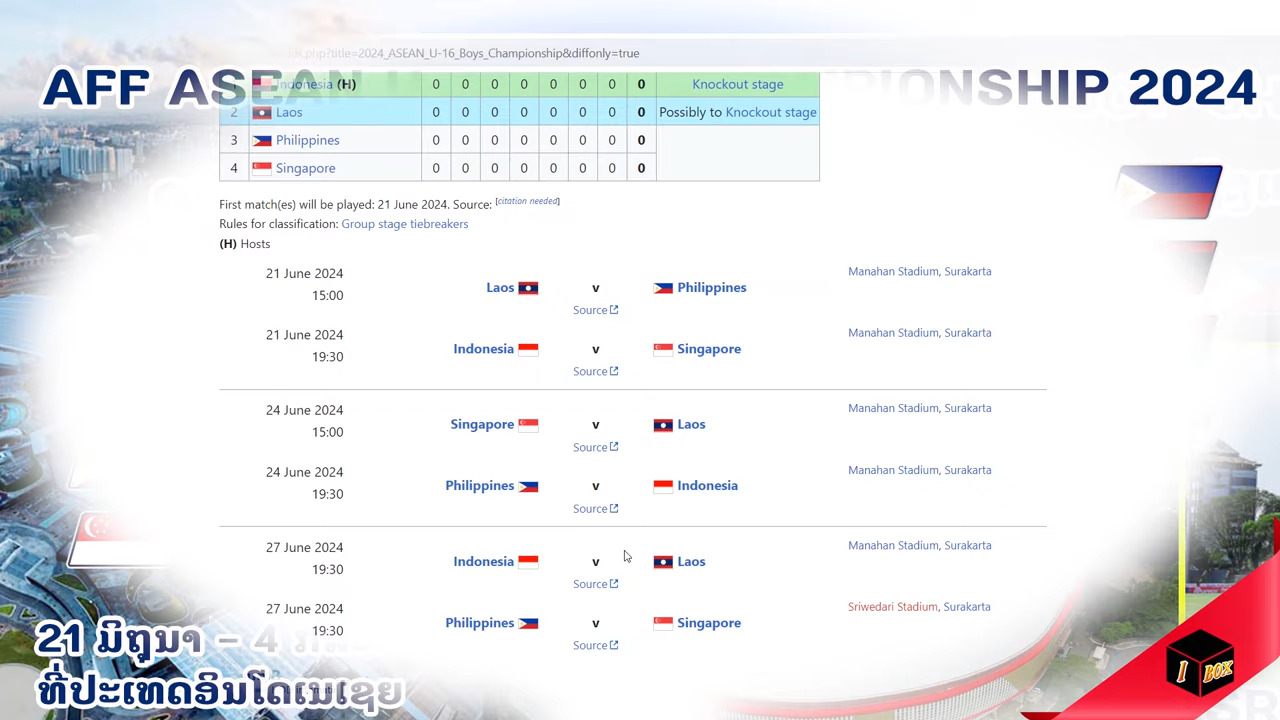 .php?title=2024_ASEAN_U-16_Boys_Championship&diffonly=true
AFF ASEAN CHAMPIONSHIP 2024
Indonesia (H) 0 0 0 0 0 0 0 0 Knockout stage
2 Laos 0 0 0 0 0 0 0 0 Possibly to Knockout stage
3 Philippines 0 0 0 0 0 0 0 0
4 Singapore 0 0 0 0 0 0 0 0
First match(es) will be played: 21 June 2024. Source: [citation needed]
Rules for classification: Group stage tiebreakers
(H) Hosts
21 June 2024
15:00
Laos v Philippines
Source
Manahan Stadium, Surakarta
21 June 2024
19:30
Indonesia v Singapore
Source
Manahan Stadium, Surakarta
24 June 2024
15:00
Singapore v Laos
Source
Manahan Stadium, Surakarta
24 June 2024
19:30
Philippines v Indonesia
Source
Manahan Stadium, Surakarta
27 June 2024
19:30
Indonesia v Laos
Source
Manahan Stadium, Surakarta
27 June 2024
19:30
Philippines v Singapore
Source
Sriwedari Stadium, Surakarta
21 ມິຖຸນາ – 4
ທີ່ປະເທດອິນໂດເນເຊຍ
I BOX